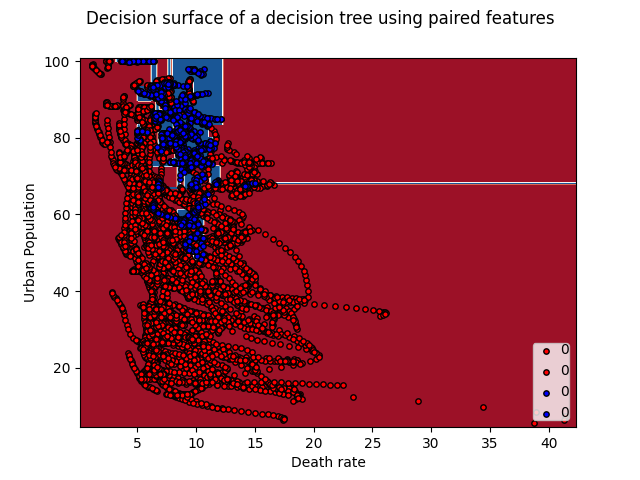 Decision surface of a decision tree using paired features
100
80
60
40
20
Urban Population
5 10 15 20 25 30 35 40
Death rate
0
0
0
0